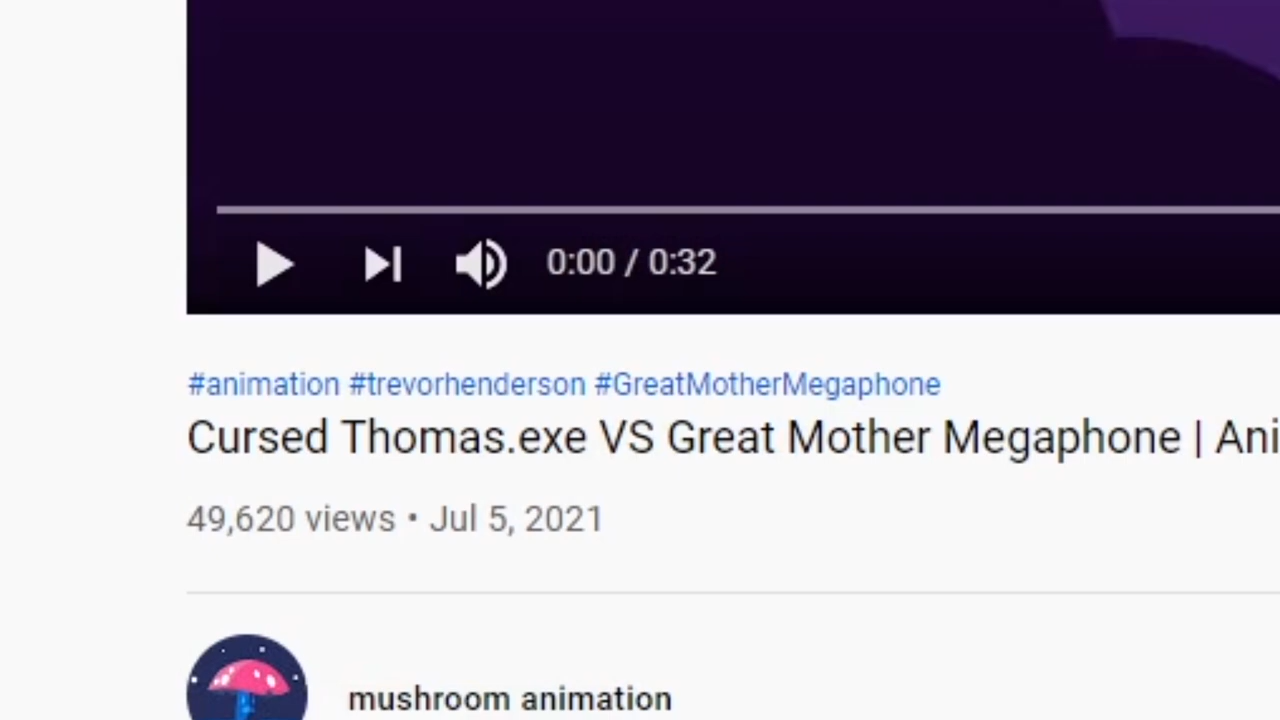 0:00 / 0:32
#animation #trevorhenderson #GreatMotherMegaphone
Cursed Thomas.exe VS Great Mother Megaphone | Ani
49,620 views • Jul 5, 2021
mushroom animation